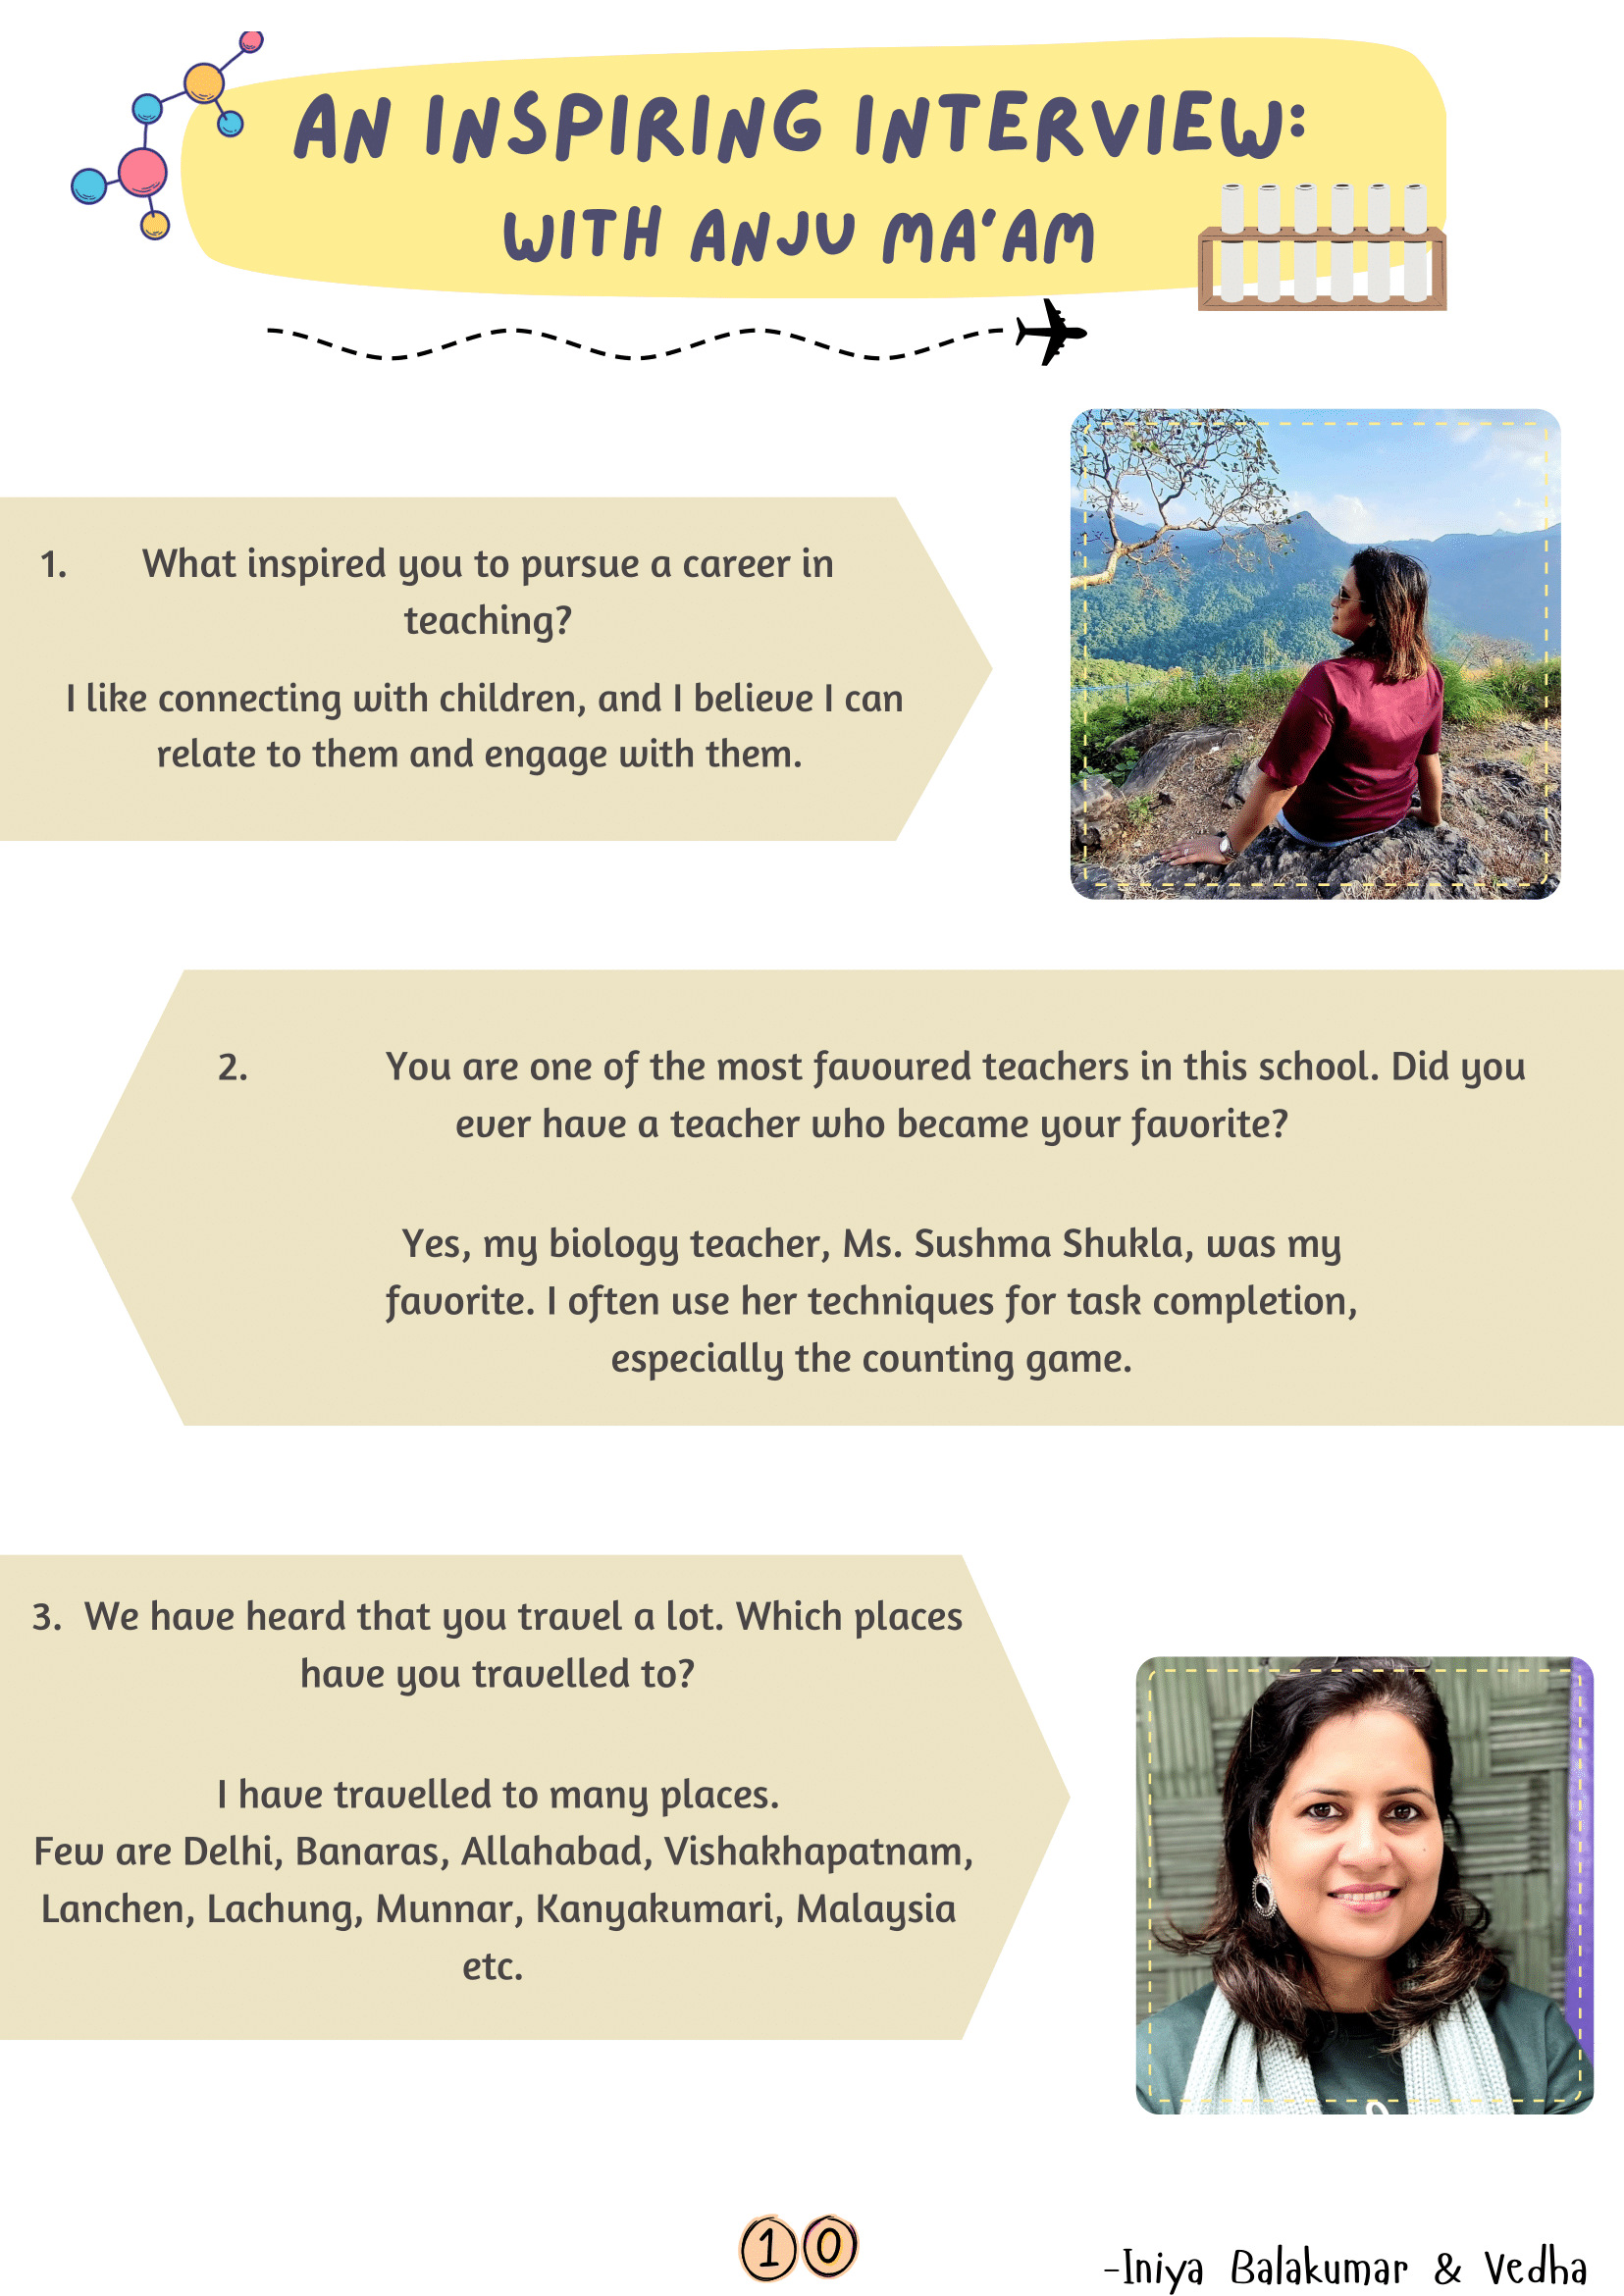 AN INSPIRING INTERVIEW:
WITH ANJU MA'AM
1. What inspired you to pursue a career in
teaching?
I like connecting with children, and I believe I can
relate to them and engage with them.
2. You are one of the most favoured teachers in this school. Did you
ever have a teacher who became your favorite?
Yes, my biology teacher, Ms. Sushma Shukla, was my
favorite. I often use her techniques for task completion,
especially the counting game.
3. We have heard that you travel a lot. Which places
have you travelled to?
I have travelled to many places.
Few are Delhi, Banaras, Allahabad, Vishakhapatnam,
Lanchen, Lachung, Munnar, Kanyakumari, Malaysia
etc.
10
-Iniya Balakumar & Vedha